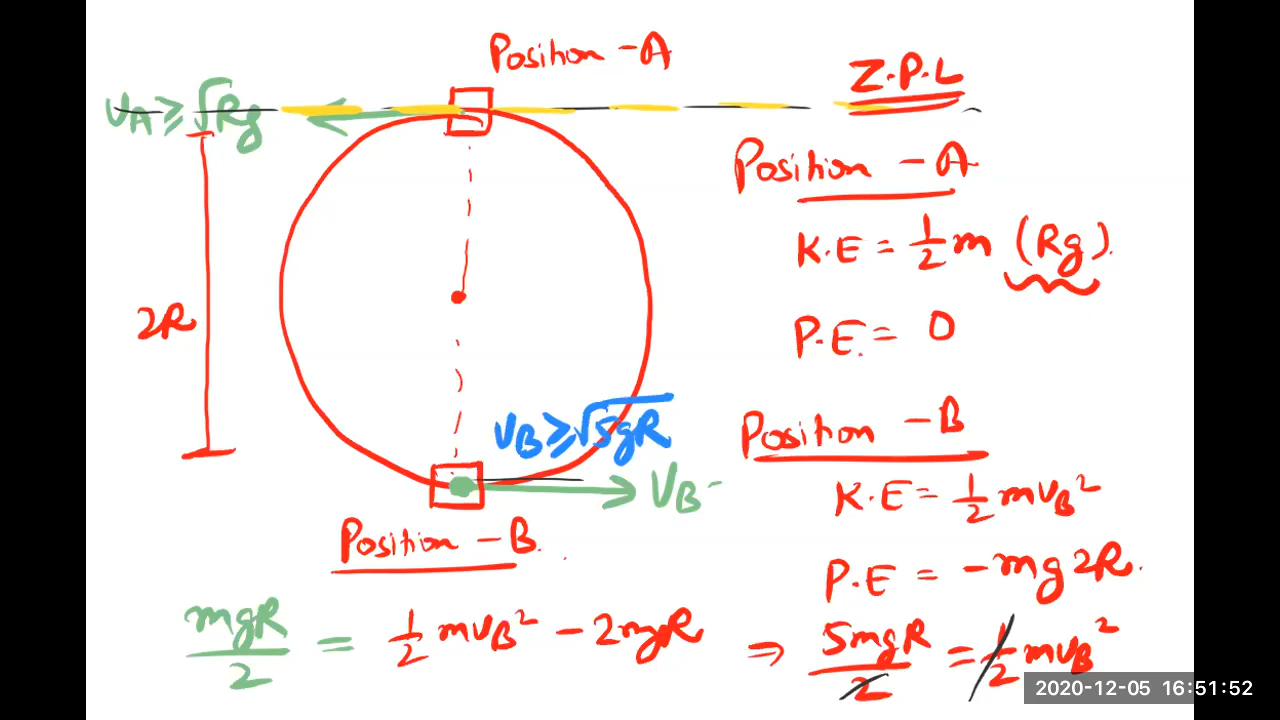 Position - A
Z.P.L
VA ≥ √Rg
Position - A
K.E = 1/2 m (Rg).
P.E. = 0
2R
VB ≥ √5gR
Position - B
VB -
K.E = 1/2 mVB²
Position - B.
P.E = - mg2R.
mgR/2 = 1/2 mVB² - 2mgR ⇒ 5mgR/2 = 1/2 mVB²
2020-12-05 16:51:52